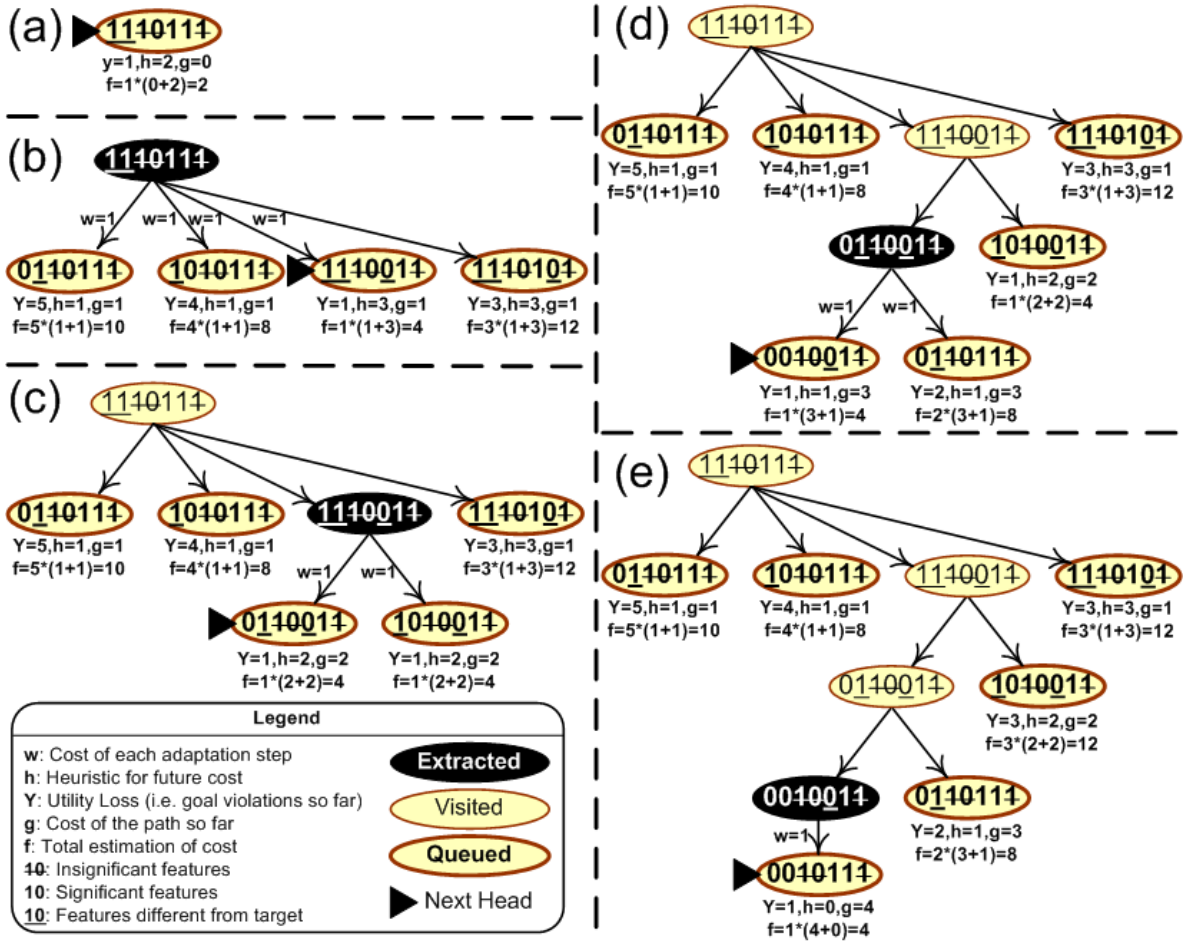 (a)
1110111
y=1,h=2,g=0
f=1*(0+2)=2
(b)
1110111
w=1 w=1 w=1 w=1
0110111 1010111 1110011 1110101
Y=5,h=1,g=1 Y=4,h=1,g=1 Y=1,h=3,g=1 Y=3,h=3,g=1
f=5*(1+1)=10 f=4*(1+1)=8 f=1*(1+3)=4 f=3*(1+3)=12
(c)
1110111
0110111 1010111 1110011 1110101
Y=5,h=1,g=1 Y=4,h=1,g=1 Y=3,h=3,g=1
f=5*(1+1)=10 f=4*(1+1)=8 f=3*(1+3)=12
w=1 w=1
0110011 1010011
Y=1,h=2,g=2 Y=1,h=2,g=2
f=1*(2+2)=4 f=1*(2+2)=4
Legend
w: Cost of each adaptation step
h: Heuristic for future cost
Y: Utility Loss (i.e. goal violations so far)
g: Cost of the path so far
f: Total estimation of cost
10: Insignificant features
10: Significant features
10: Features different from target
Extracted
Visited
Queued
Next Head
(d)
1110111
0110111 1010111 1110011 1110101
Y=5,h=1,g=1 Y=4,h=1,g=1 Y=3,h=3,g=1
f=5*(1+1)=10 f=4*(1+1)=8 f=3*(1+3)=12
0110011 1010011
Y=1,h=2,g=2
f=1*(2+2)=4
w=1 w=1
0010011 0110111
Y=1,h=1,g=3 Y=2,h=1,g=3
f=1*(3+1)=4 f=2*(3+1)=8
(e)
1110111
0110111 1010111 1110011 1110101
Y=5,h=1,g=1 Y=4,h=1,g=1 Y=3,h=3,g=1
f=5*(1+1)=10 f=4*(1+1)=8 f=3*(1+3)=12
0110011 1010011
Y=3,h=2,g=2
f=3*(2+2)=12
0010011 0110111
Y=2,h=1,g=3
f=2*(3+1)=8
w=1
0010111
Y=1,h=0,g=4
f=1*(4+0)=4